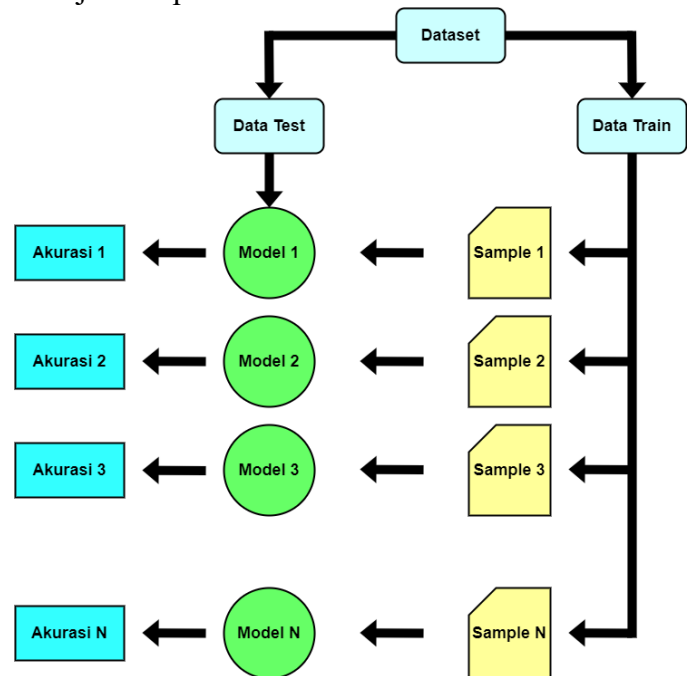 Dataset
Data Test
Data Train
Akurasi 1
Model 1
Sample 1
Akurasi 2
Model 2
Sample 2
Akurasi 3
Model 3
Sample 3
Akurasi N
Model N
Sample N